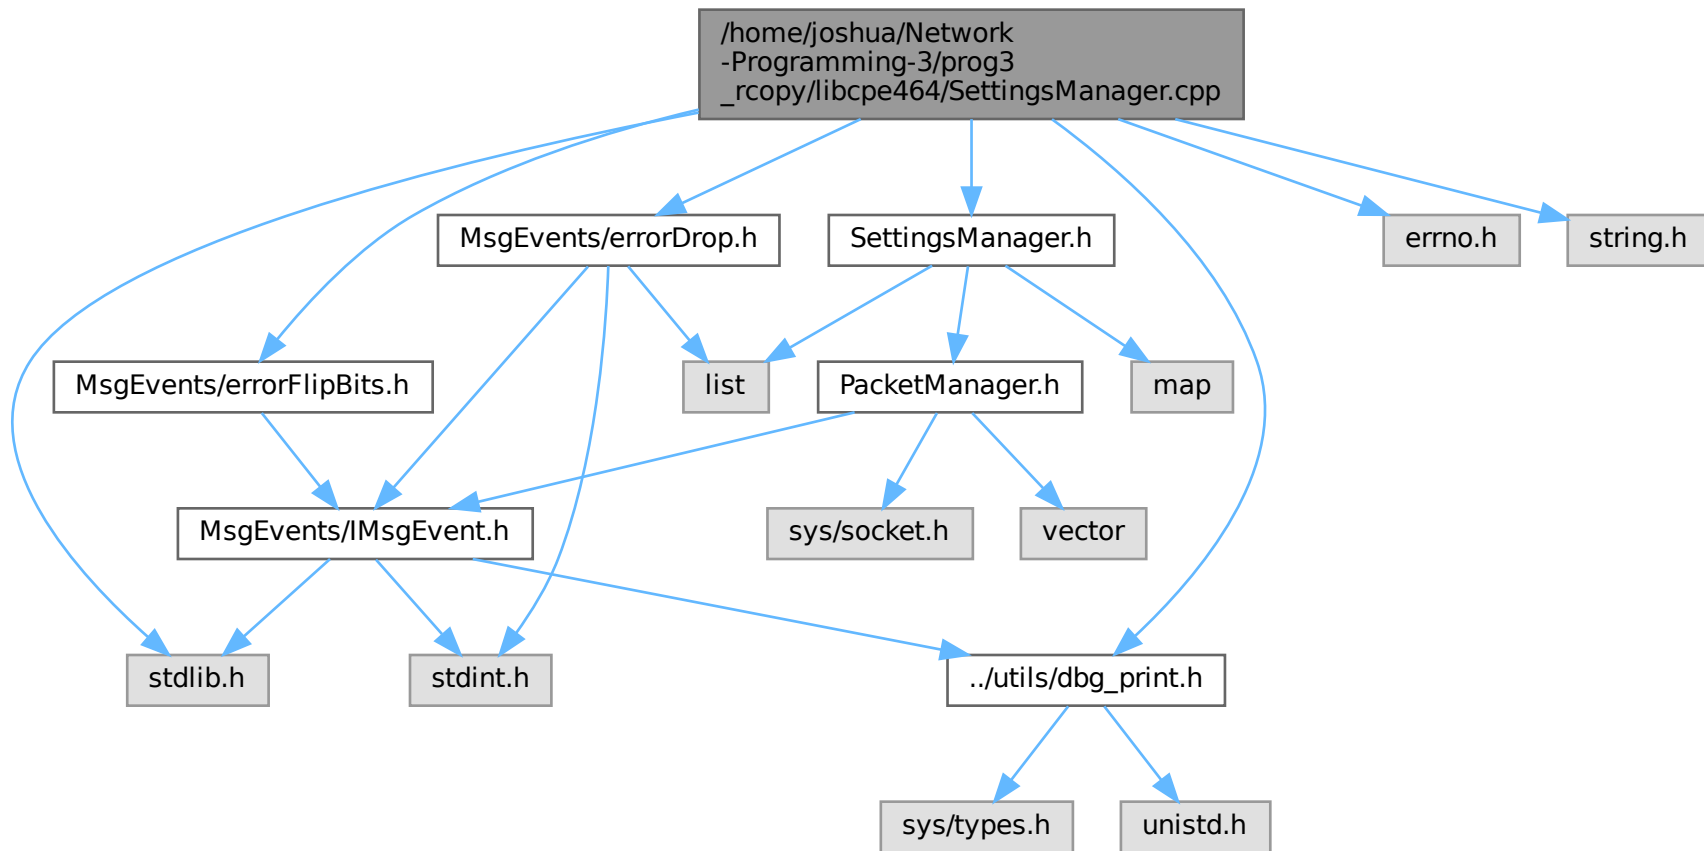 /home/joshua/Network
-Programming-3/prog3
_rcopy/libcpe464/SettingsManager.cpp
MsgEvents/errorDrop.h
SettingsManager.h
errno.h
string.h
MsgEvents/errorFlipBits.h
list
PacketManager.h
map
MsgEvents/IMsgEvent.h
sys/socket.h
vector
stdlib.h
stdint.h
../utils/dbg_print.h
sys/types.h
unistd.h